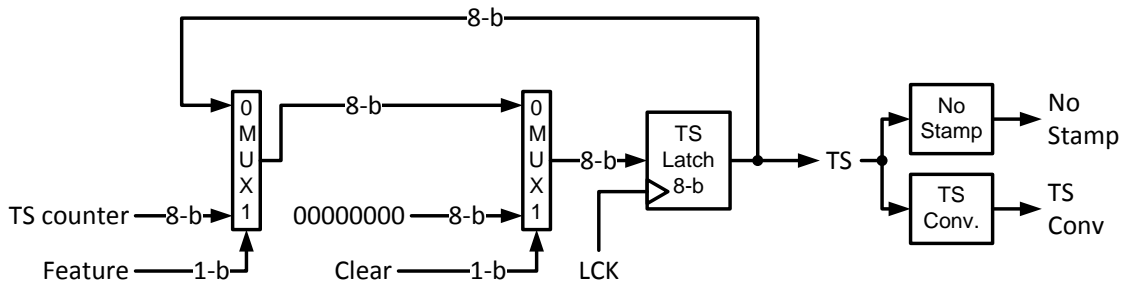 8-b
0
M
U
X
1
8-b
0
M
U
X
1
TS counter
8-b
Feature
1-b
00000000
8-b
Clear
1-b
8-b
TS
Latch
8-b
LCK
TS
No
Stamp
No
Stamp
TS
Conv.
TS
Conv